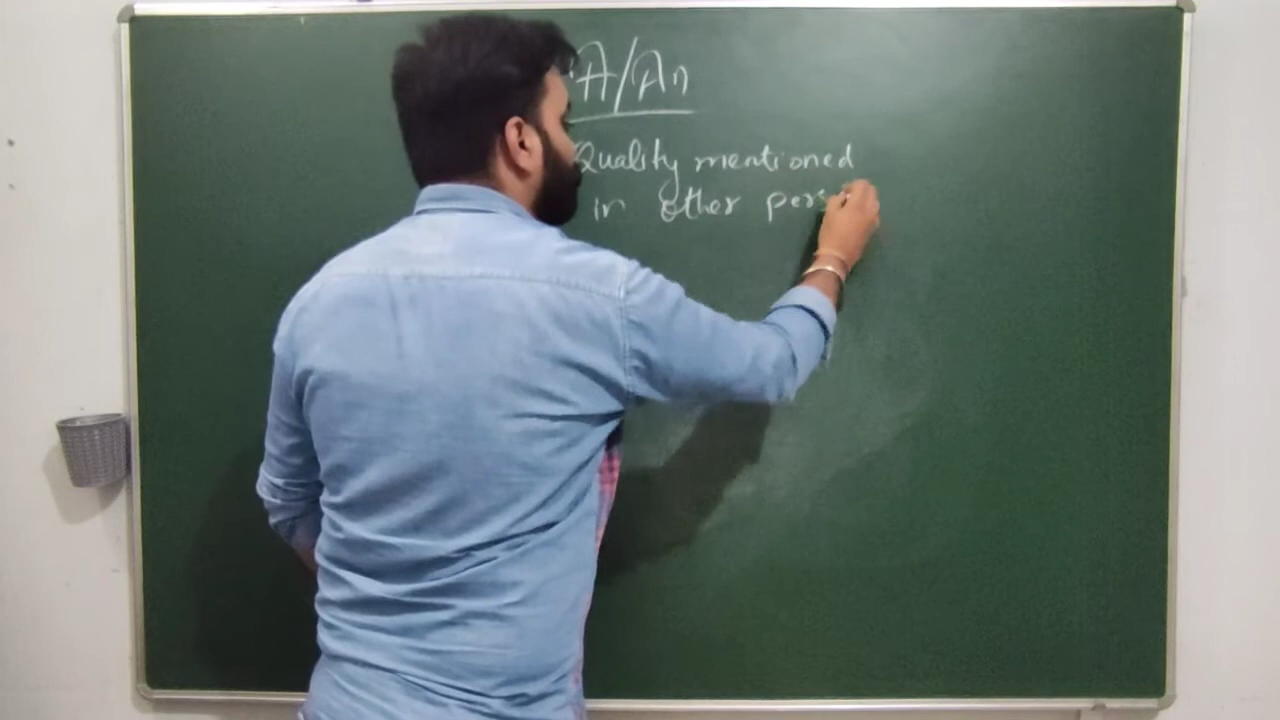 A/An
Quality mentioned
in other pers